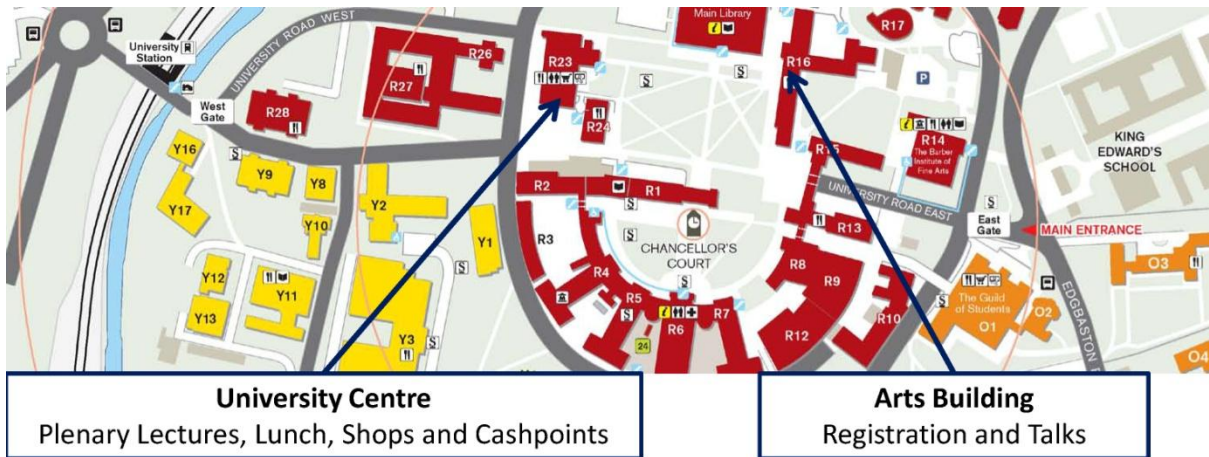 University
Station
UNIVERSITY ROAD WEST
West
Gate
R28
R27
R26
R23
R24
Main Library
R16
R17
P
R14
The Barber
Institute of
Fine Arts
R15
KING
EDWARD'S
SCHOOL
UNIVERSITY ROAD EAST
East
Gate
MAIN ENTRANCE
Y16
Y17
Y9
Y8
Y10
Y2
Y1
Y12
Y13
Y11
Y3
R2
R1
R3
R4
R5
R6
R7
24
CHANCELLOR'S
COURT
R13
R8
R9
R12
R10
The Guild
of Students
O1
O2
O3
O4
EDGBASTON
University Centre
Plenary Lectures, Lunch, Shops and Cashpoints
Arts Building
Registration and Talks